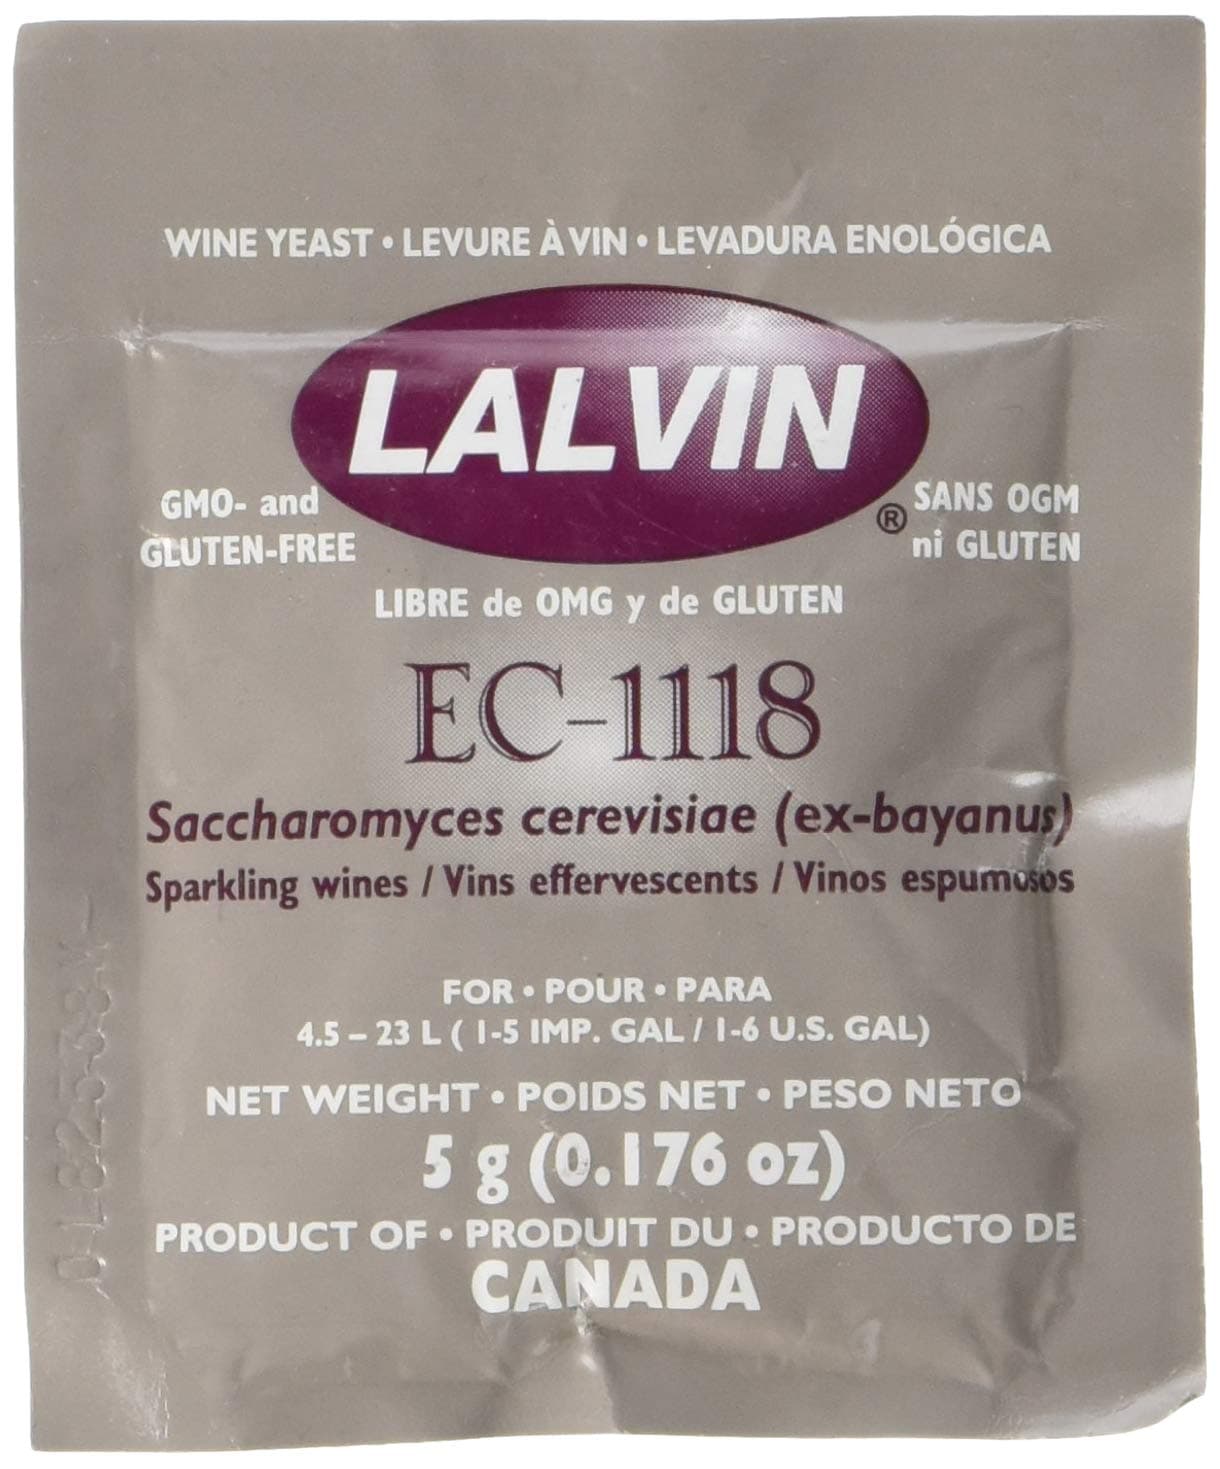 WINE YEAST • LEVURE À VIN • LEVADURA ENOLÓGICA
LALVIN
®
GMO- and
GLUTEN-FREE
SANS OGM
ni GLUTEN
LIBRE de OMG y de GLUTEN
EC-1118
Saccharomyces cerevisiae (ex-bayanus)
Sparkling wines / Vins effervescents / Vinos espumosos
FOR • POUR • PARA
4.5 – 23 L ( 1-5 IMP. GAL / 1-6 U.S. GAL)
NET WEIGHT • POIDS NET • PESO NETO
5 g (0.176 oz)
PRODUCT OF • PRODUIT DU • PRODUCTO DE
CANADA